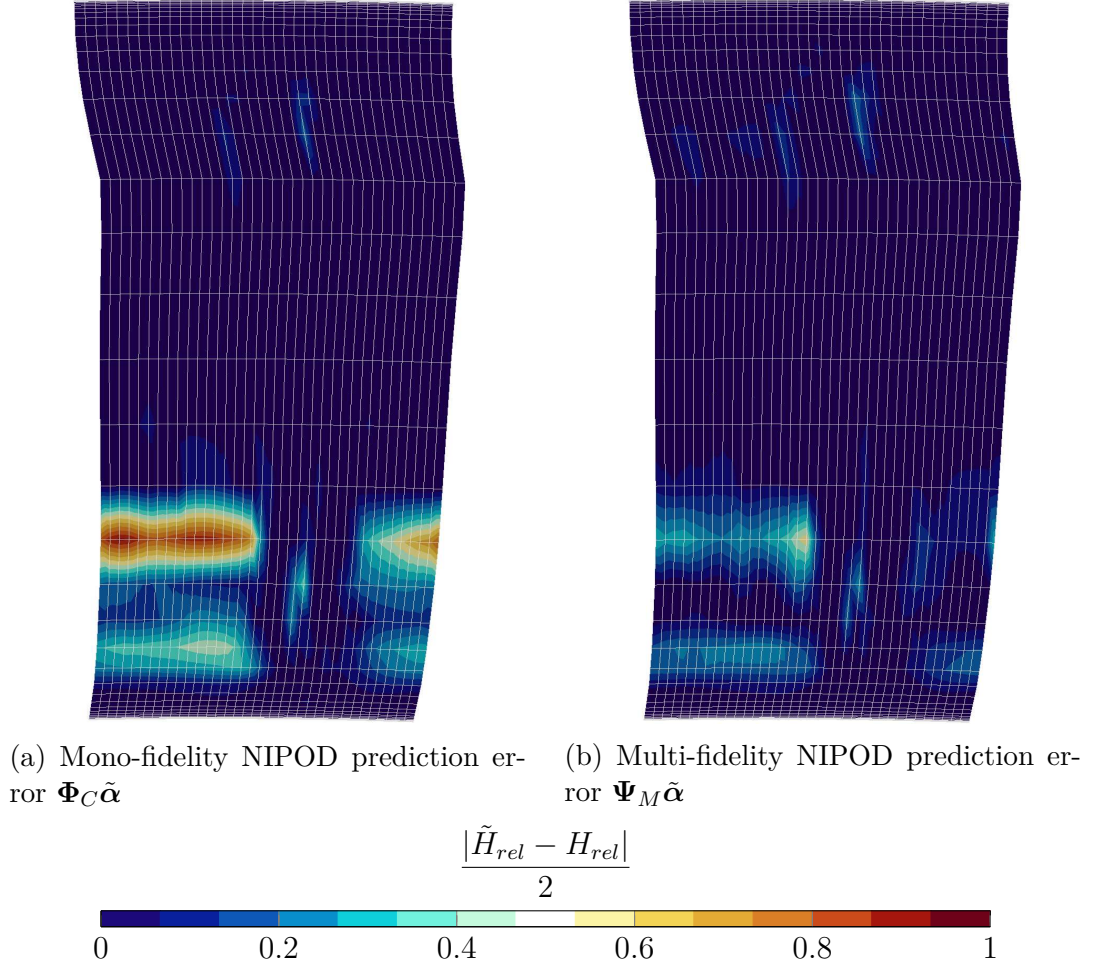 (a) Mono-fidelity NIPOD prediction er-
ror Φ_C α̃
(b) Multi-fidelity NIPOD prediction er-
ror Ψ_M α̃
|H̃_rel − H_rel|
2
0 0.2 0.4 0.6 0.8 1